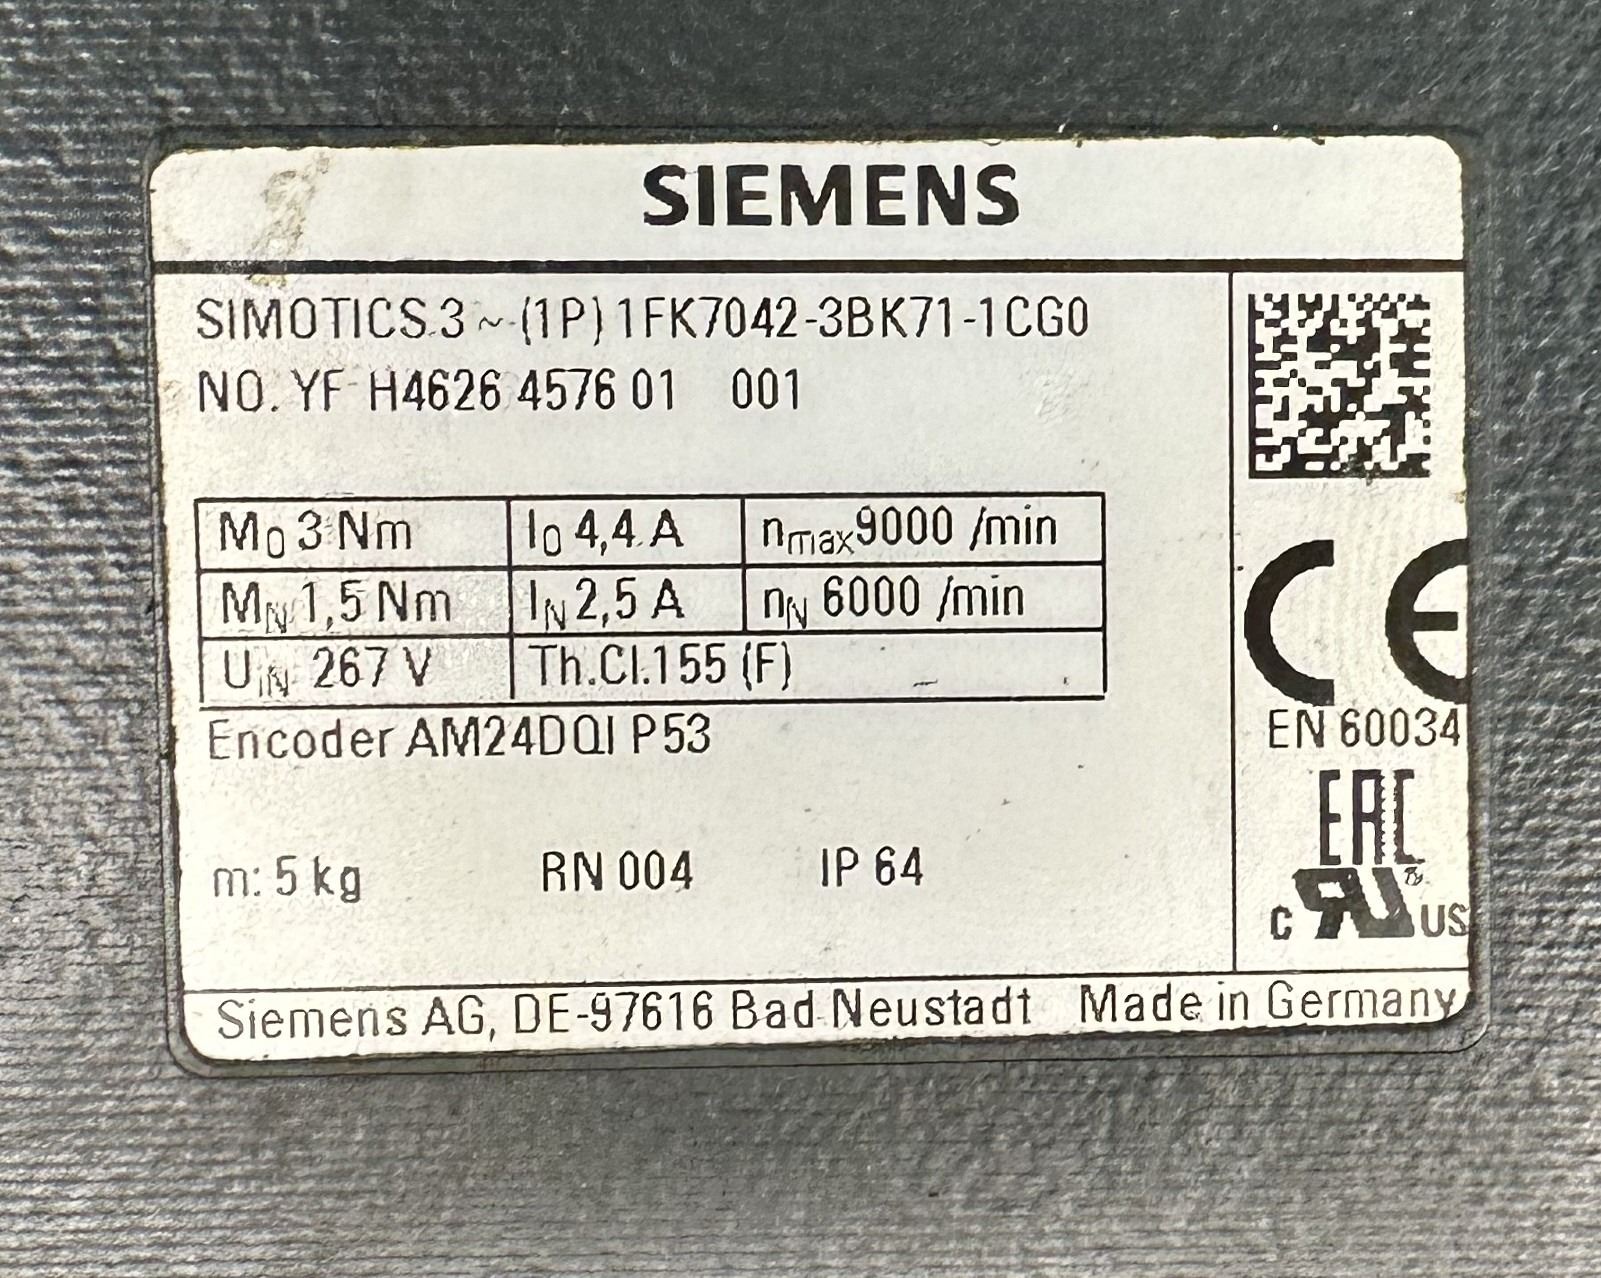 SIEMENS
SIMOTICS 3 ~ (1P) 1FK7042-3BK71-1CG0
NO. YF H4626 4576 01 001
M0 3 Nm I0 4,4 A nmax 9000 /min
MN 1,5 Nm IN 2,5 A nN 6000 /min
UIN 267 V Th.Cl.155 (F)
Encoder AM24DQI P53
m: 5 kg RN 004 IP 64
CE
EN 60034
EAC
c RU US
Siemens AG, DE-97616 Bad Neustadt Made in Germany